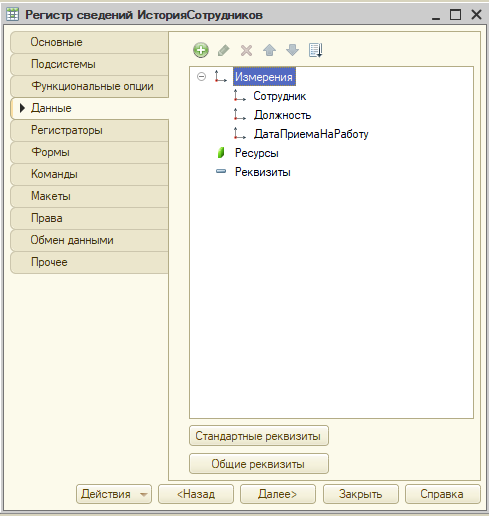 Регистр сведений ИсторияСотрудников
Основные
Подсистемы
Функциональные опции
Данные
Регистраторы
Формы
Команды
Макеты
Права
Обмен данными
Прочее
Измерения
Сотрудник
Должность
ДатаПриемаНаРаботу
Ресурсы
Реквизиты
Стандартные реквизиты
Общие реквизиты
Действия
<Назад
Далее>
Закрыть
Справка